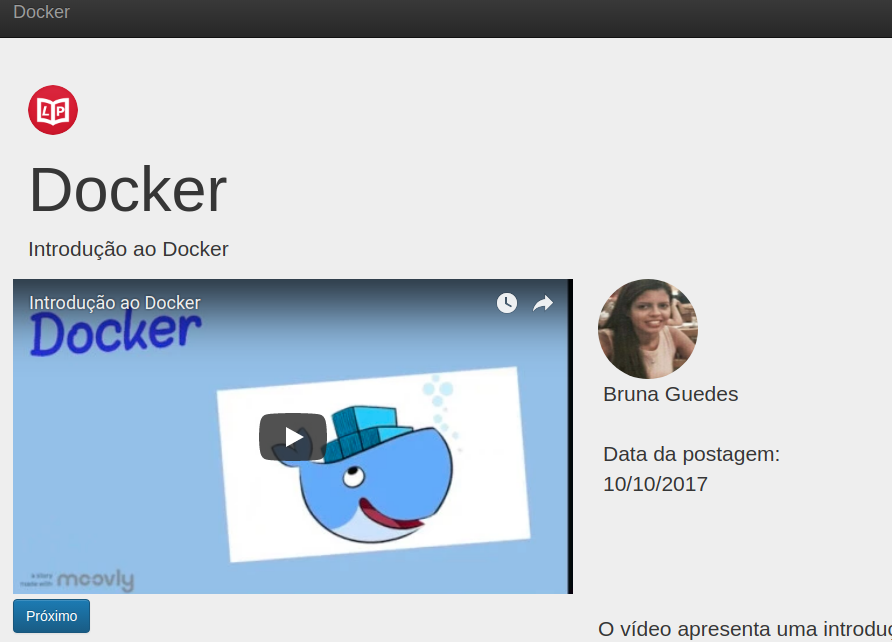 Docker
LP
Docker
Introdução ao Docker
Introdução ao Docker
Docker
a story
made with moovly
Próximo
Bruna Guedes
Data da postagem:
10/10/2017
O vídeo apresenta uma